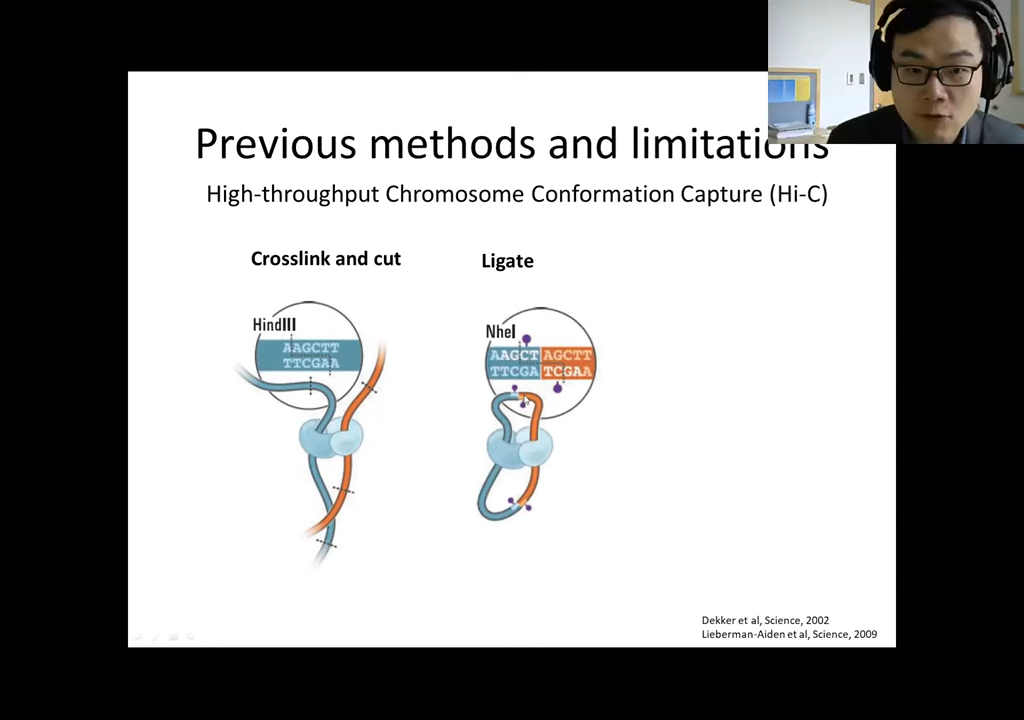 Previous methods and limitations
High-throughput Chromosome Conformation Capture (Hi-C)
Crosslink and cut
Ligate
HindIII
AAGCTT
TTCGAA
NheI
AAGCT AGCTT
TTCGA TCGAA
Dekker et al, Science, 2002
Lieberman-Aiden et al, Science, 2009